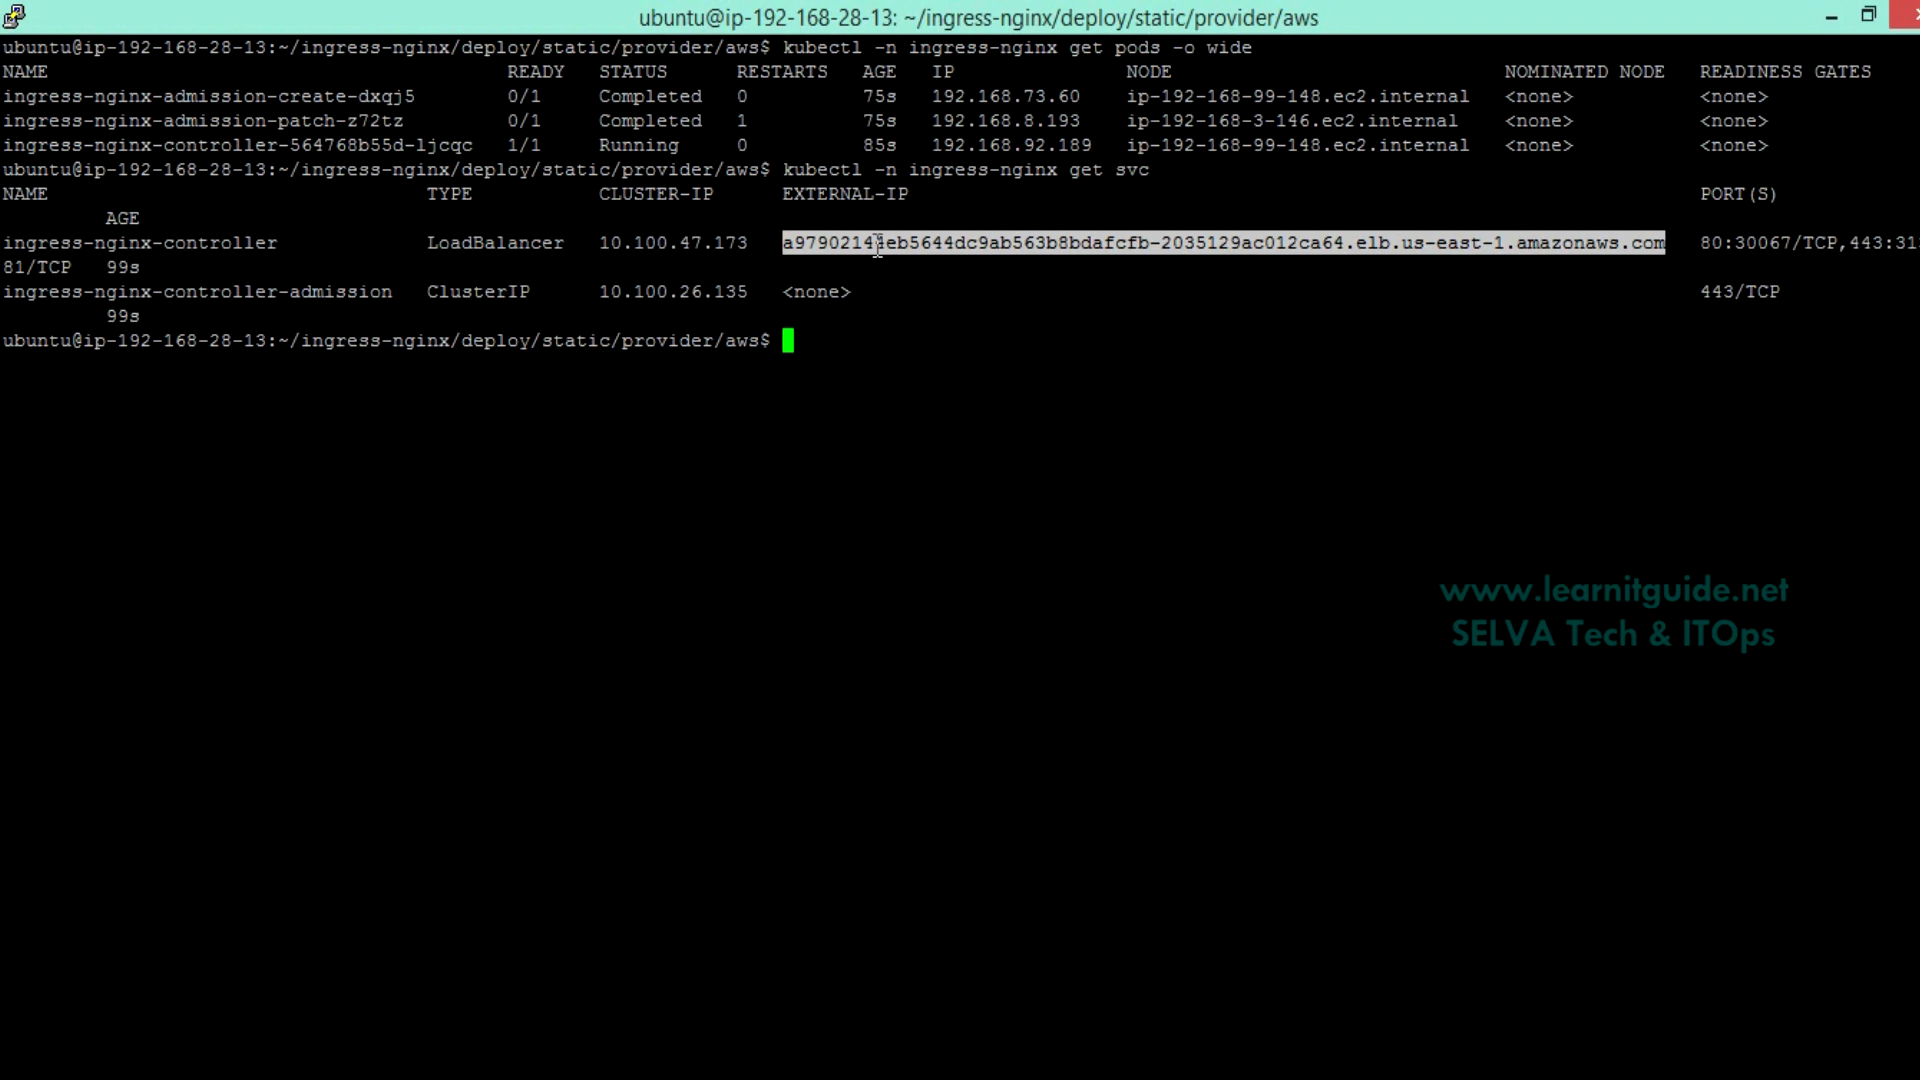 ubuntu@ip-192-168-28-13: ~/ingress-nginx/deploy/static/provider/aws
ubuntu@ip-192-168-28-13:~/ingress-nginx/deploy/static/provider/aws$ kubectl -n ingress-nginx get pods -o wide
NAME READY STATUS RESTARTS AGE IP NODE NOMINATED NODE READINESS GATES
ingress-nginx-admission-create-dxqj5 0/1 Completed 0 75s 192.168.73.60 ip-192-168-99-148.ec2.internal <none> <none>
ingress-nginx-admission-patch-z72tz 0/1 Completed 1 75s 192.168.8.193 ip-192-168-3-146.ec2.internal <none> <none>
ingress-nginx-controller-564768b55d-ljcqc 1/1 Running 0 85s 192.168.92.189 ip-192-168-99-148.ec2.internal <none> <none>
ubuntu@ip-192-168-28-13:~/ingress-nginx/deploy/static/provider/aws$ kubectl -n ingress-nginx get svc
NAME TYPE CLUSTER-IP EXTERNAL-IP PORT(S)
AGE
ingress-nginx-controller LoadBalancer 10.100.47.173 80:30067/TCP,443:31
81/TCP 99s
ingress-nginx-controller-admission ClusterIP 10.100.26.135 <none> 443/TCP
99s
ubuntu@ip-192-168-28-13:~/ingress-nginx/deploy/static/provider/aws$
www.learnitguide.net
SELVA Tech & ITOps